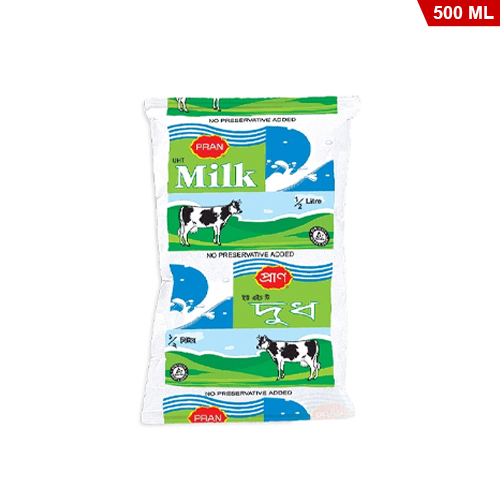 500 ML
NO PRESERVATIVE ADDED
PRAN
UHT
Milk
½ Litre
NO PRESERVATIVE ADDED
প্রাণ
ইউ এইচ টি
দুধ
½ লিটার
NO PRESERVATIVE ADDED
PRAN